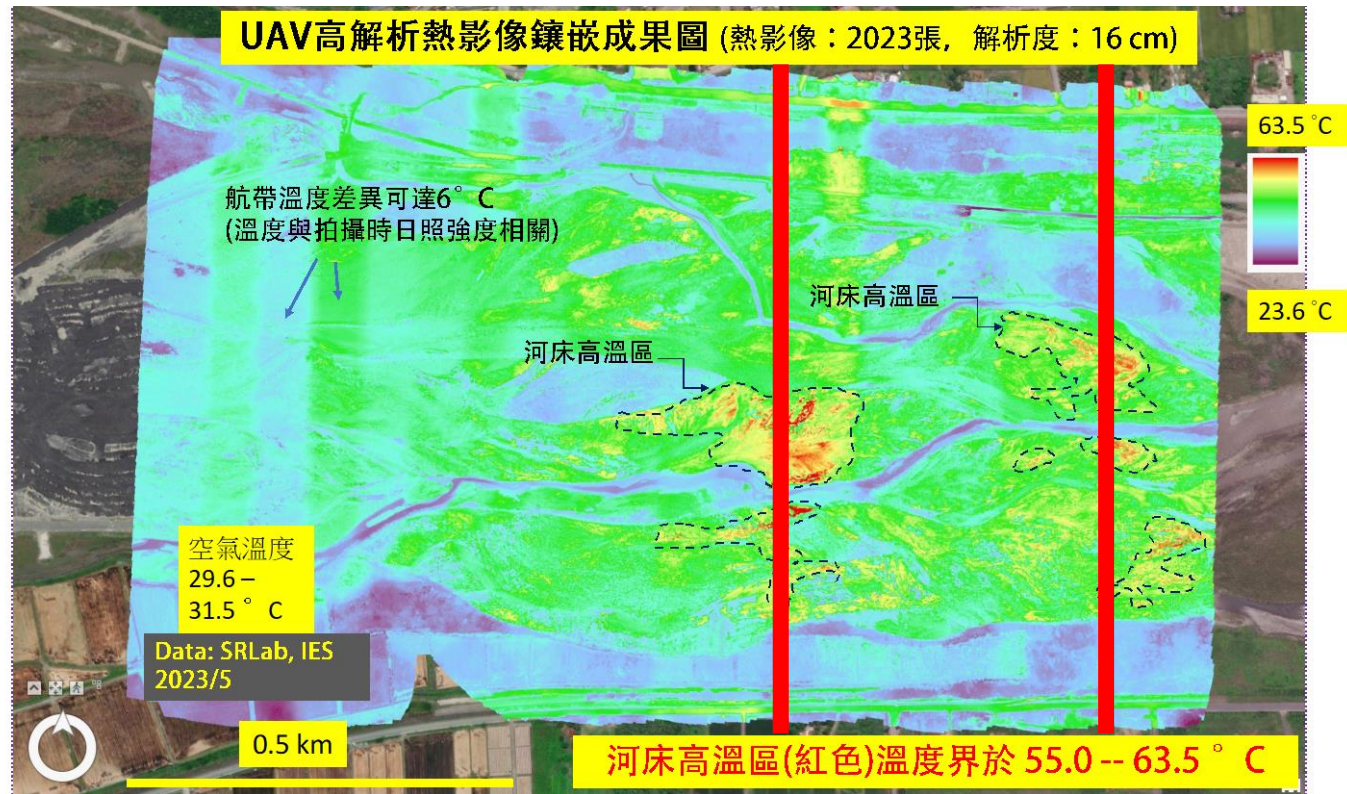 UAV高解析熱影像鑲嵌成果圖 (熱影像：2023張, 解析度：16 cm)
63.5 °C
23.6 °C
航帶溫度差異可達6° C
(溫度與拍攝時日照強度相關)
河床高溫區
河床高溫區
空氣溫度
29.6 –
31.5 ° C
Data: SRLab, IES
2023/5
0.5 km
河床高溫區(紅色)溫度界於 55.0 -- 63.5 ° C